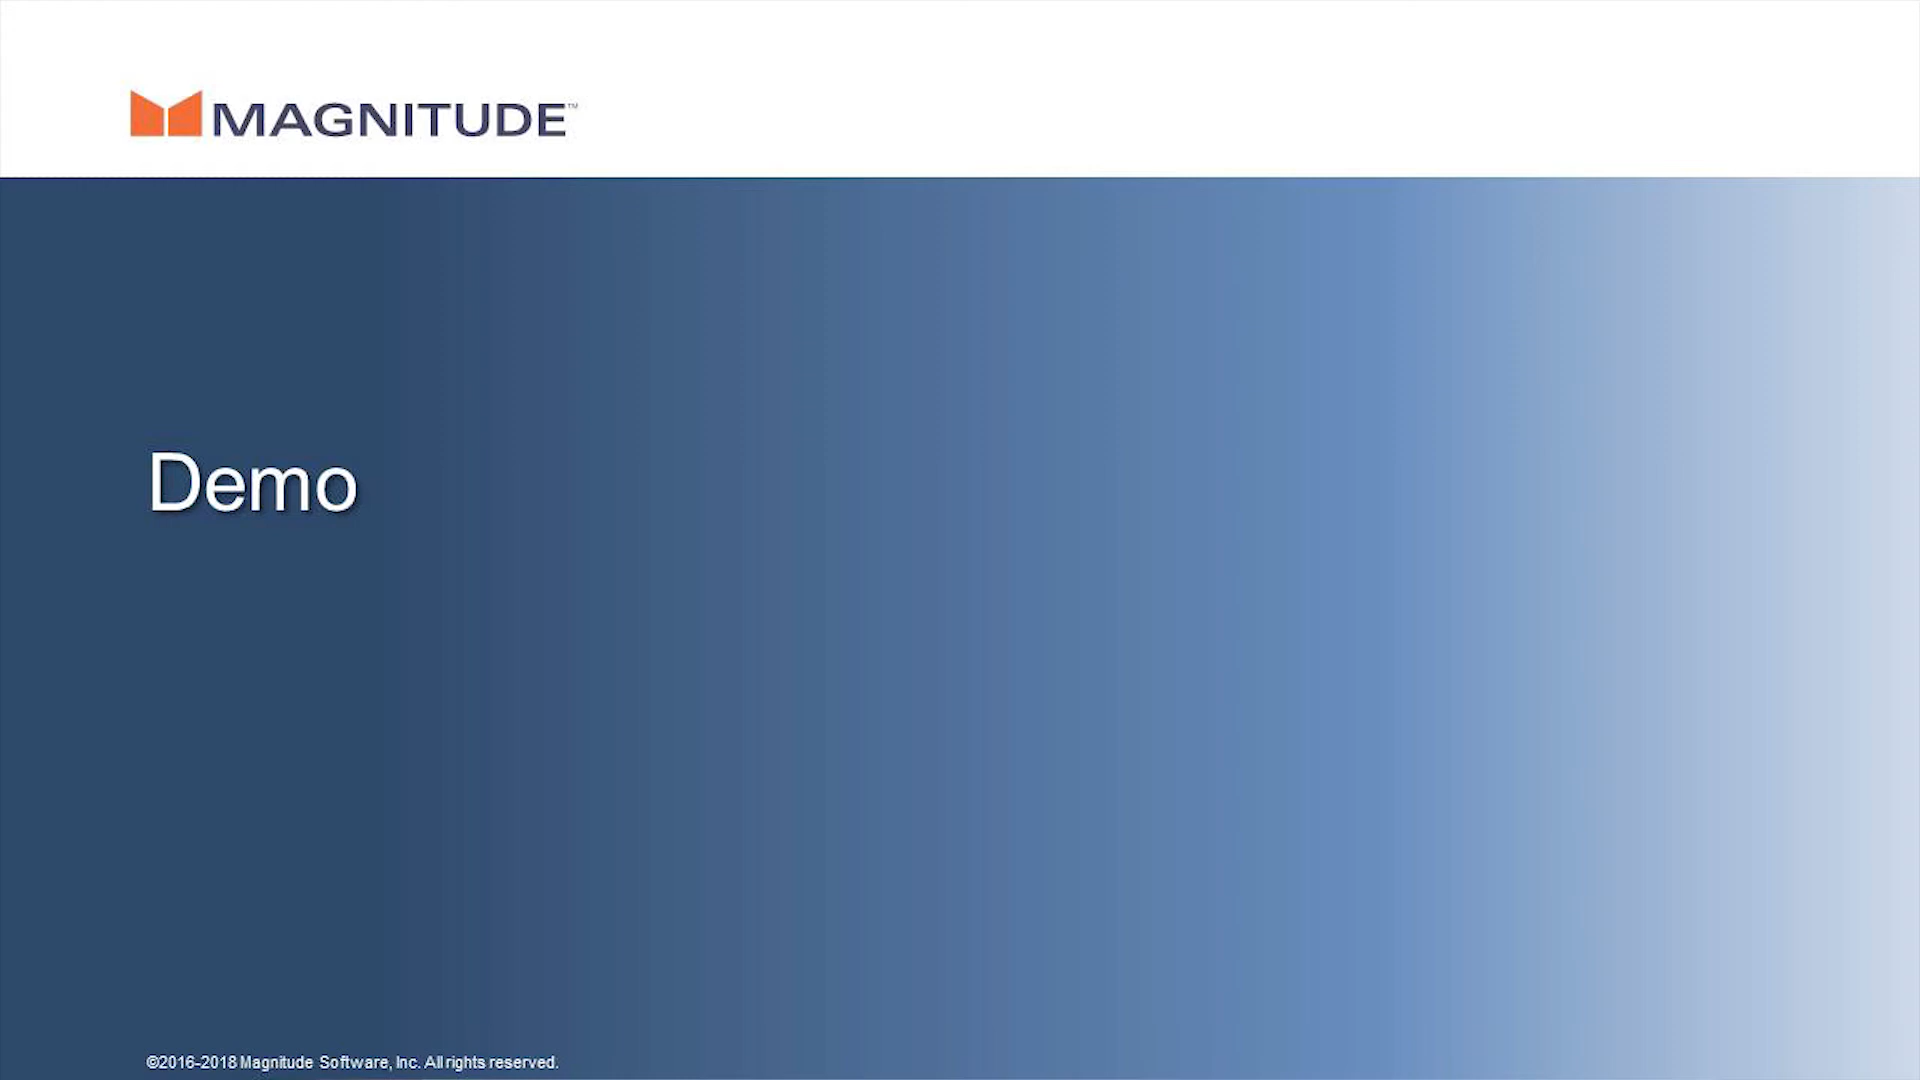 MAGNITUDE™
Demo
©2016-2018 Magnitude Software, Inc. All rights reserved.